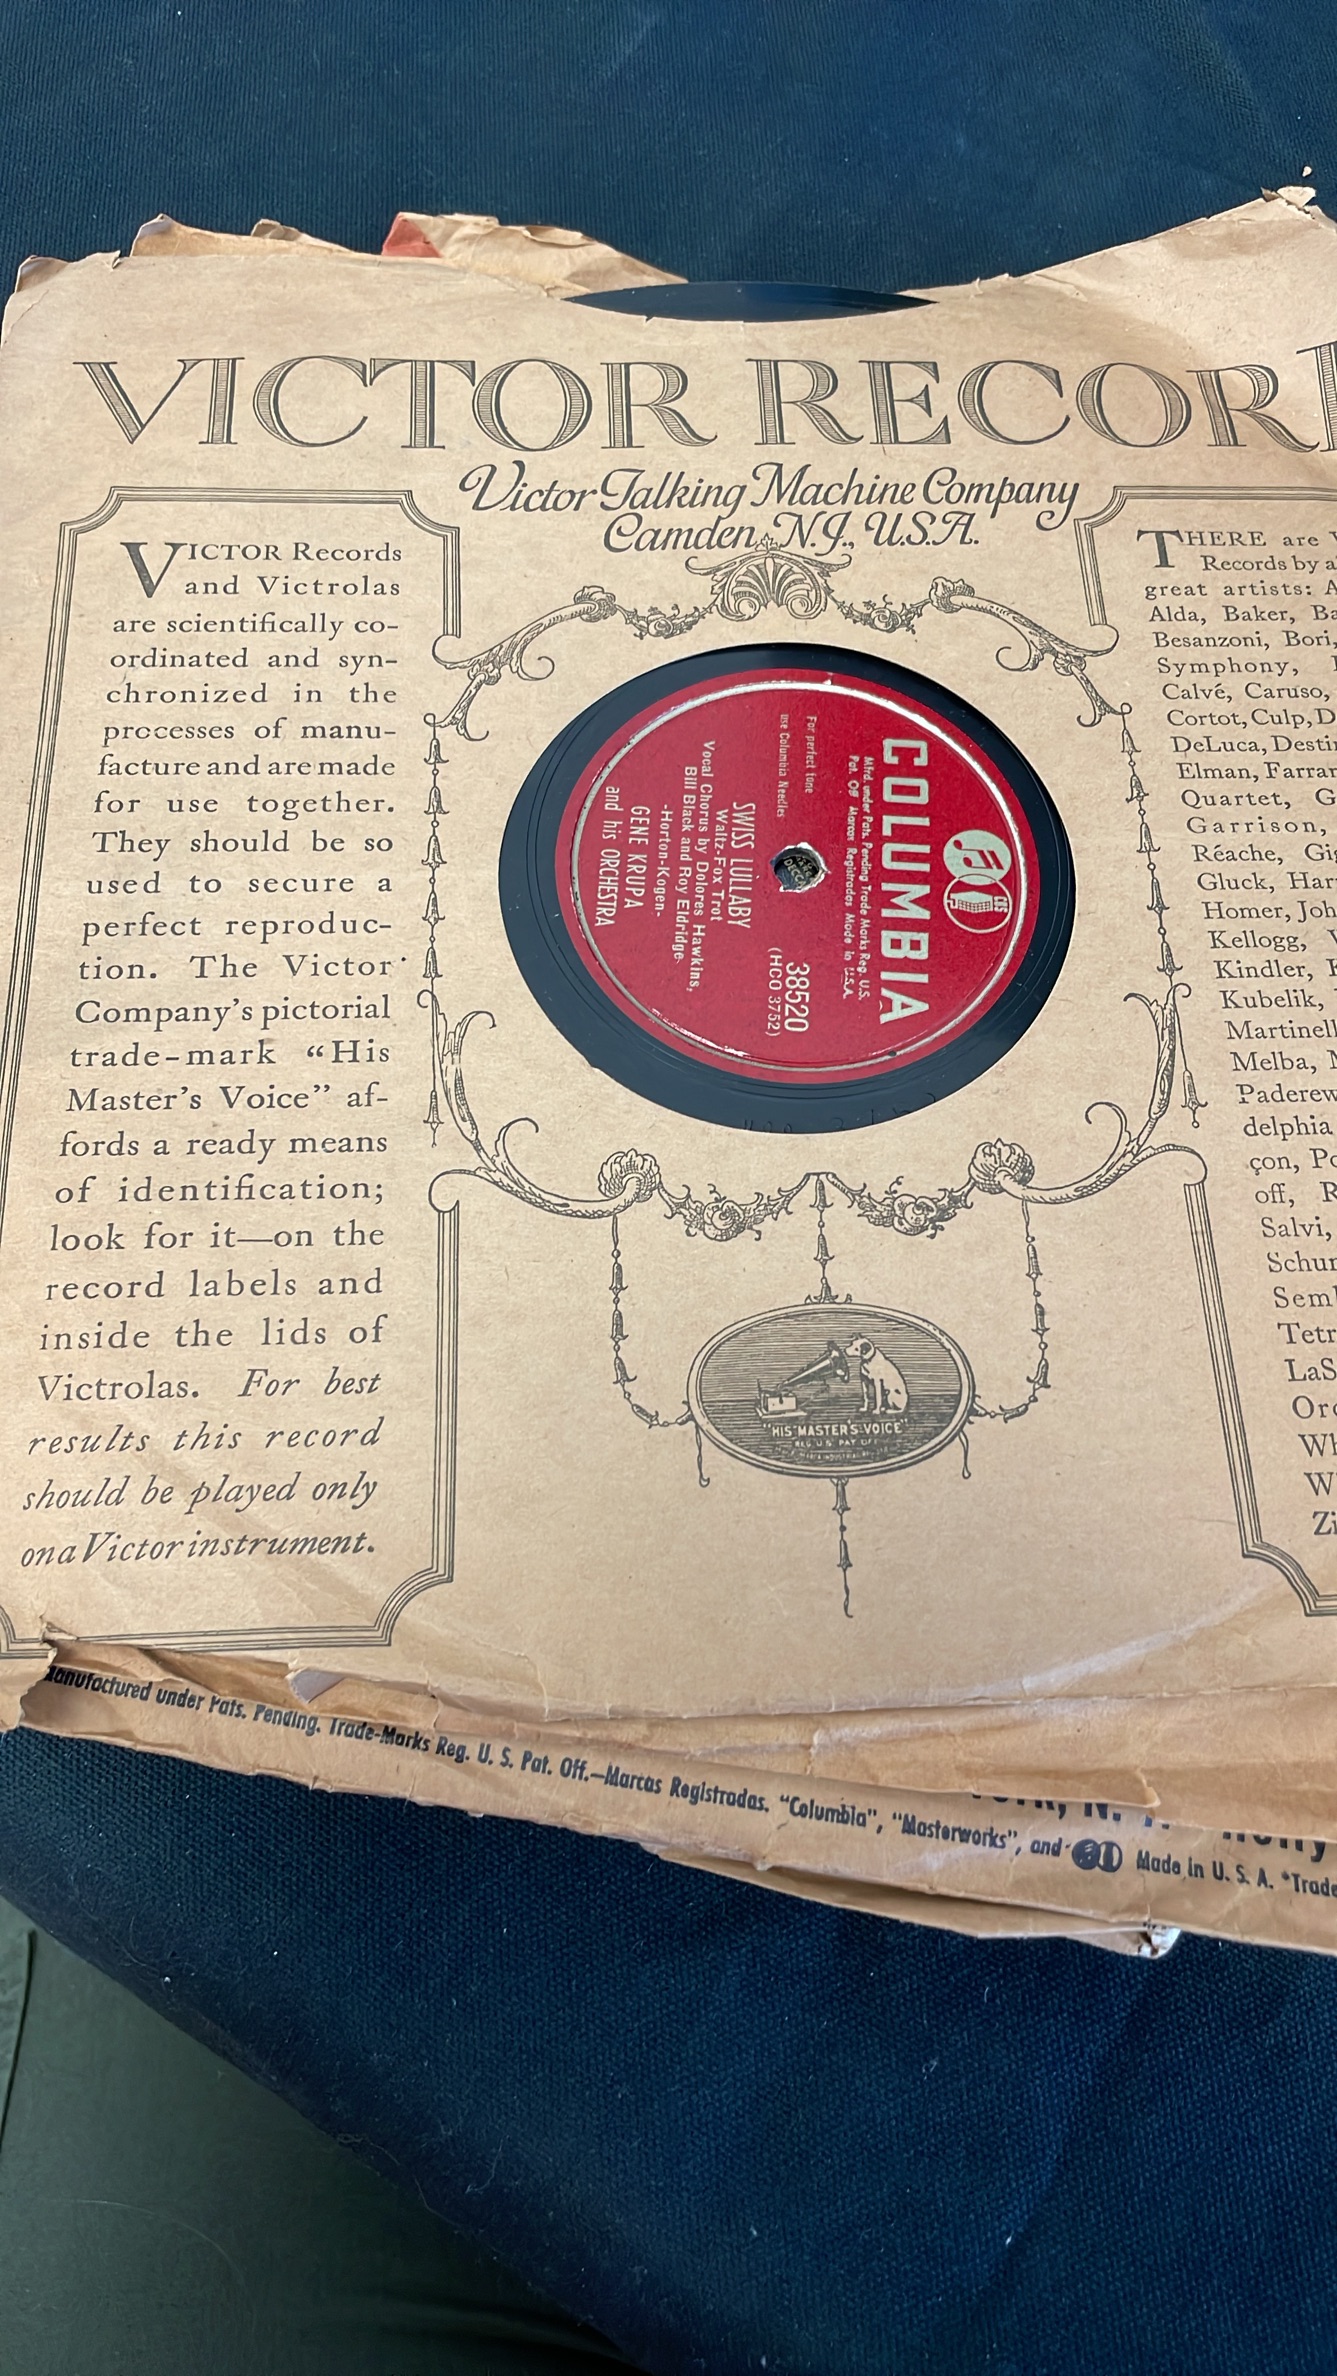 VICTOR RECOR
Victor Talking Machine Company
Camden, N.J., U.S.A.
VICTOR Records
and Victrolas
are scientifically co-
ordinated and syn-
chronized in the
processes of manu-
facture and are made
for use together.
They should be so
used to secure a
perfect reproduc-
tion. The Victor
Company's pictorial
trade-mark “His
Master's Voice” af-
fords a ready means
of identification;
look for it—on the
record labels and
inside the lids of
Victrolas. For best
results this record
should be played only
on a Victor instrument.
COLUMBIA
Mfrd. under Pats. Pending Trade Marks Reg. U.S.
Pat. Off Marcas Registradas Made in U.S.A.
For perfect tone
use Columbia Needles
38520
(HCO 3752)
SWISS LULLABY
Waltz-Fox Trot
Vocal Chorus by Dolores Hawkins,
Bill Black and Roy Eldridge
-Horton-Kogen-
GENE KRUPA
and his ORCHESTRA
CBS
DECCA
"HIS MASTER'S VOICE"
REG. U.S. PAT. OFF.
THERE are
Records by a
great artists: A
Alda, Baker, Ba
Besanzoni, Bori,
Symphony,
Calvé, Caruso,
Cortot, Culp, D
DeLuca, Destin
Elman, Farrar
Quartet, G
Garrison,
Réache, Gig
Gluck, Har
Homer, Joh
Kellogg,
Kindler,
Kubelik,
Martinell
Melba,
Paderew
delphia
çon, Po
off, R
Salvi,
Schum
Semb
Tetr
LaS
Orc
Wh
W
Zi
Manufactured under Pats. Pending. Trade-Marks Reg. U. S. Pat. Off.—Marcas Registradas. "Columbia", "Masterworks", and Made in U. S. A. *Trade